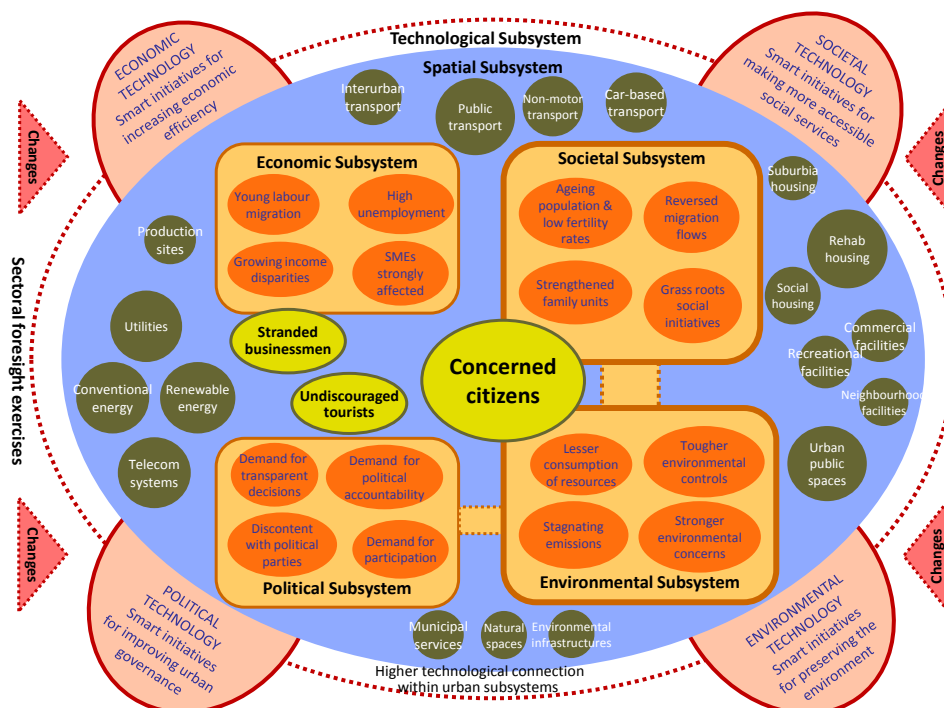 Technological Subsystem
Spatial Subsystem
ECONOMIC
TECHNOLOGY
Smart initiatives for
increasing economic
efficiency
SOCIETAL
TECHNOLOGY
Smart initiatives for
making more accessible
social services
Changes
Changes
Interurban
transport
Public
transport
Non-motor
transport
Car-based
transport
Economic Subsystem
Young labour
migration
High
unemployment
Growing income
disparities
SMEs
strongly
affected
Societal Subsystem
Ageing
population &
low fertility
rates
Reversed
migration
flows
Strengthened
family units
Grass roots
social
initiatives
Suburbia
housing
Rehab
housing
Social
housing
Commercial
facilities
Recreational
facilities
Neighbourhood
facilities
Urban
public
spaces
Production
sites
Utilities
Conventional
energy
Renewable
energy
Telecom
systems
Sectoral foresight exercises
Stranded
businessmen
Undiscouraged
tourists
Concerned
citizens
Demand for
transparent
decisions
Demand for
political
accountability
Discontent
with political
parties
Demand for
participation
Political Subsystem
Lesser
consumption
of resources
Tougher
environmental
controls
Stagnating
emissions
Stronger
environmental
concerns
Environmental Subsystem
Changes
Changes
POLITICAL
TECHNOLOGY
Smart initiatives
for improving urban
governance
ENVIRONMENTAL
TECHNOLOGY
Smart initiatives
for preserving the
environment
Municipal
services
Natural
spaces
Environmental
infrastructures
Higher technological connection
within urban subsystems